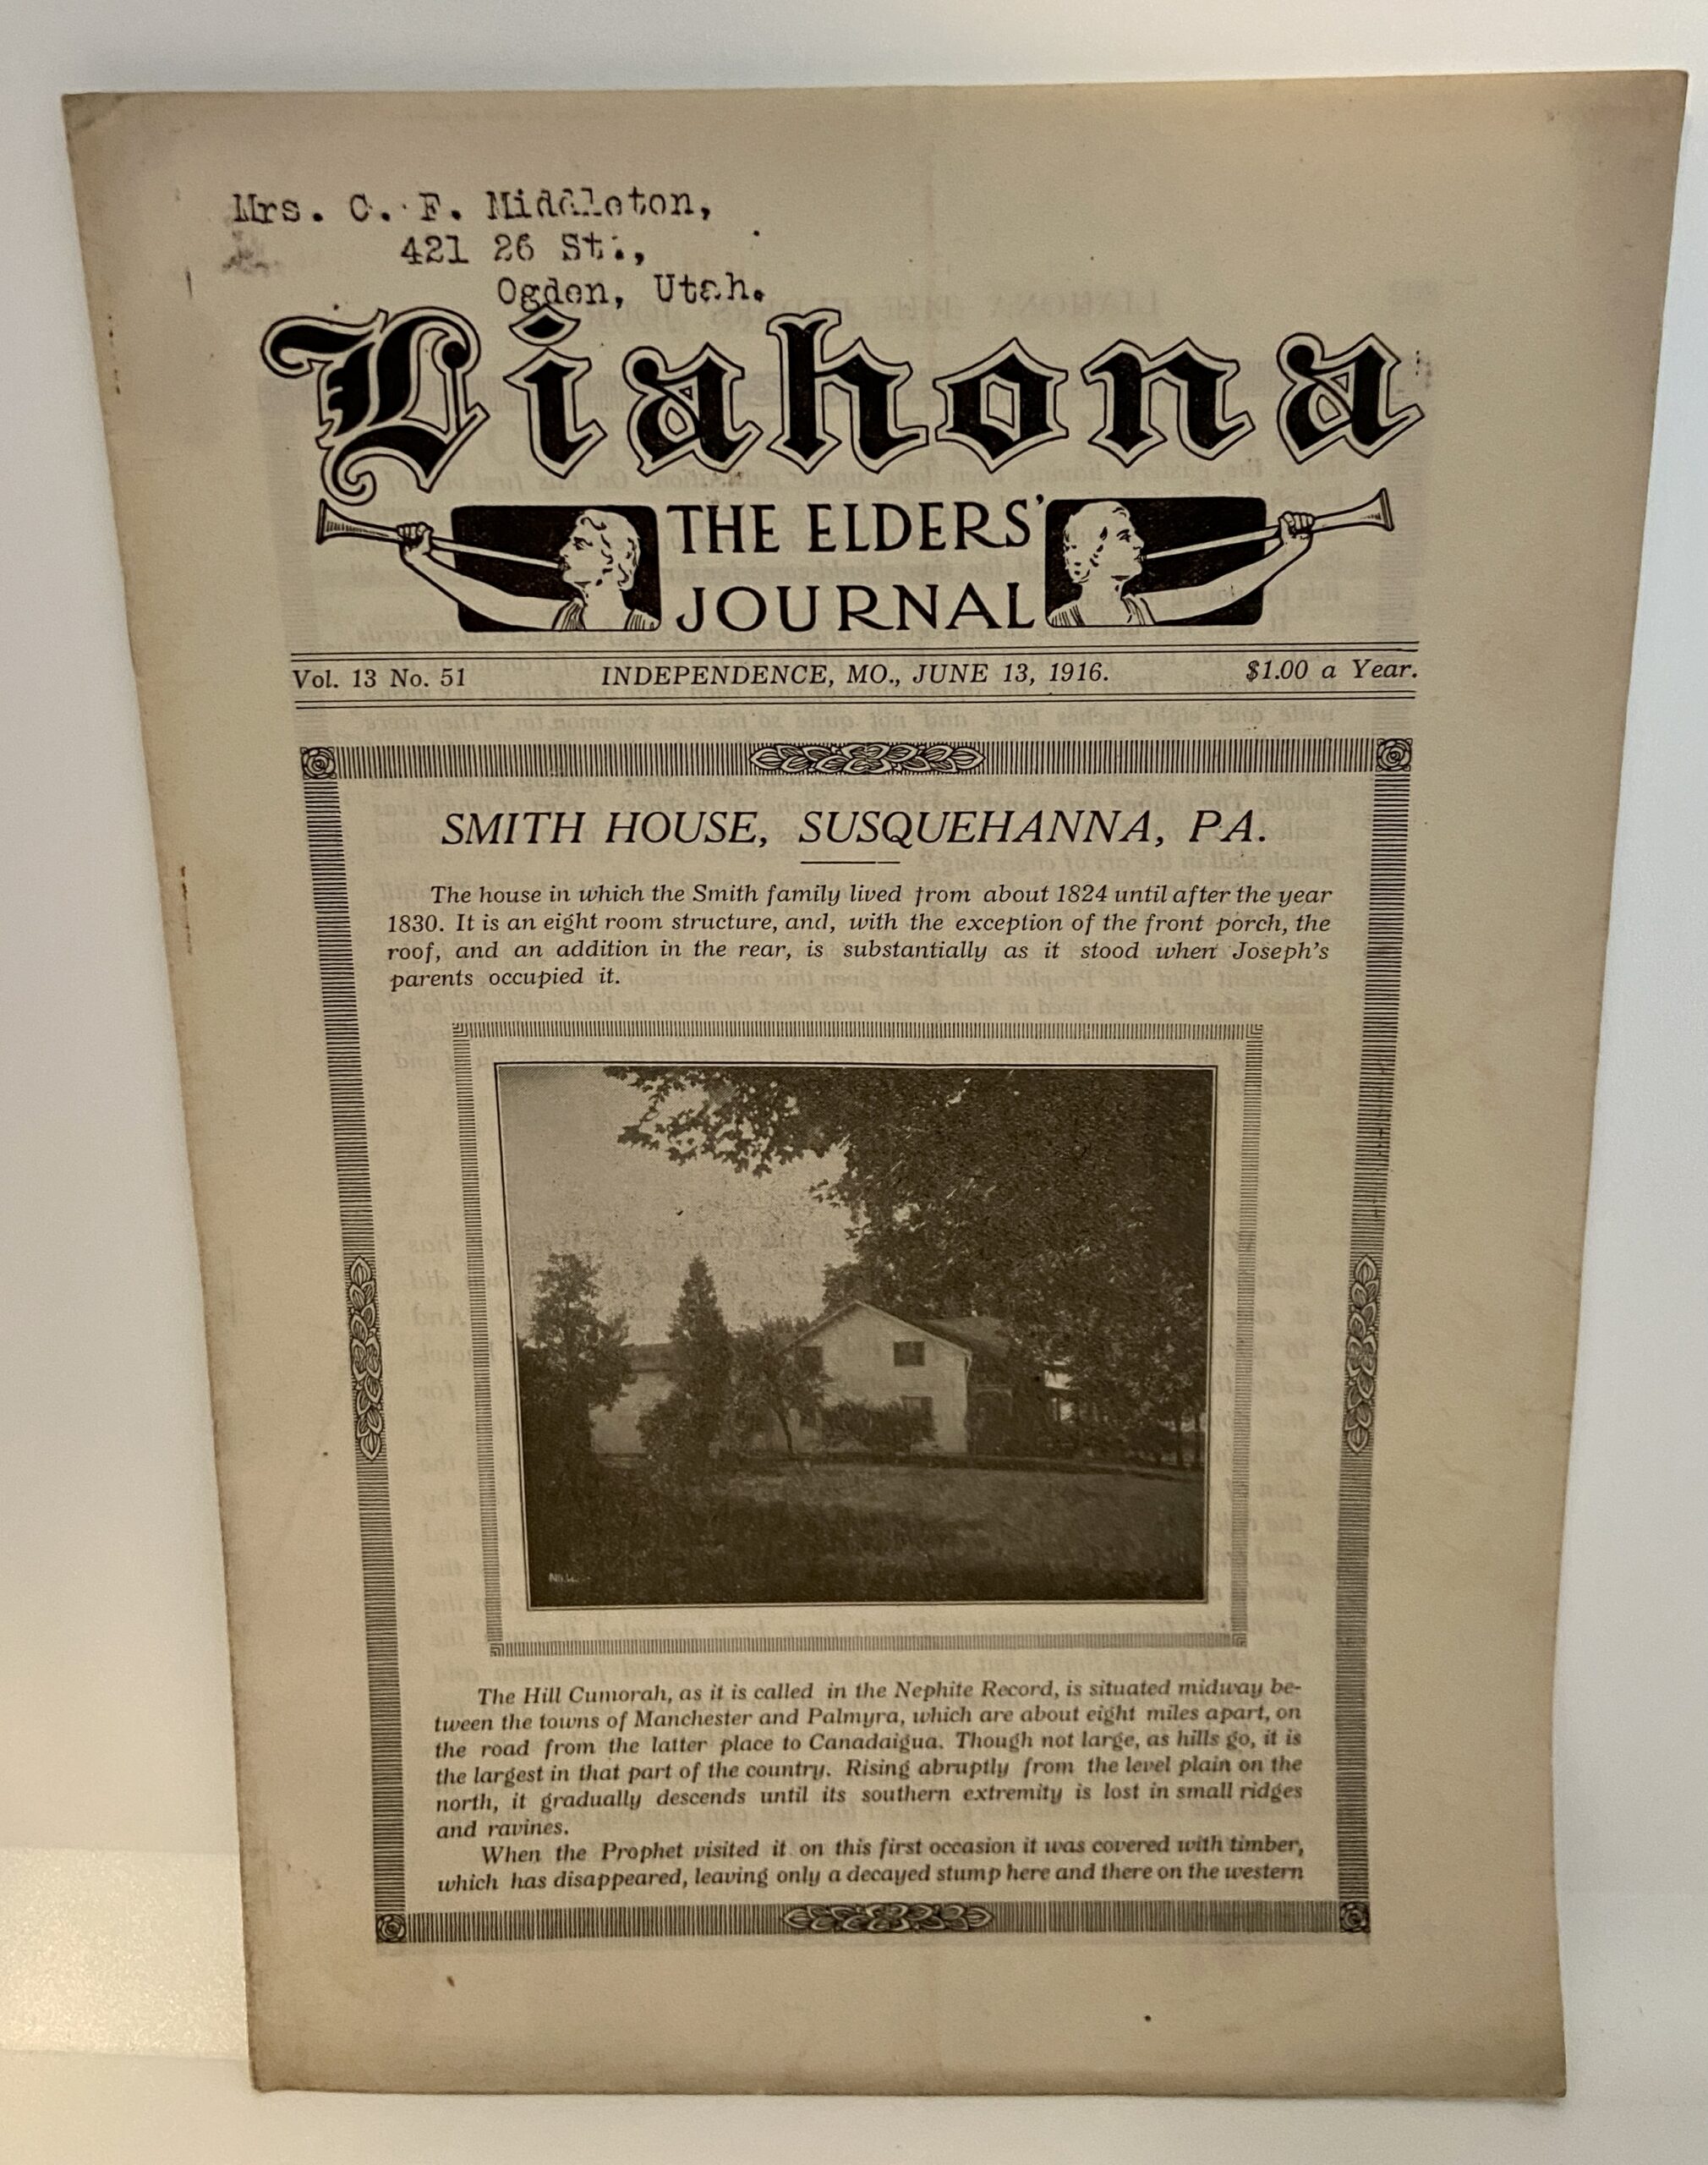 Mrs. C. F. Middleton,
421 26 St.,
Ogden, Utah.
Liahona
THE ELDERS'
JOURNAL
Vol. 13 No. 51 INDEPENDENCE, MO., JUNE 13, 1916. $1.00 a Year.
SMITH HOUSE, SUSQUEHANNA, PA.
The house in which the Smith family lived from about 1824 until after the year
1830. It is an eight room structure, and, with the exception of the front porch, the
roof, and an addition in the rear, is substantially as it stood when Joseph's
parents occupied it.
The Hill Cumorah, as it is called in the Nephite Record, is situated midway be-
tween the towns of Manchester and Palmyra, which are about eight miles apart, on
the road from the latter place to Canadaigua. Though not large, as hills go, it is
the largest in that part of the country. Rising abruptly from the level plain on the
north, it gradually descends until its southern extremity is lost in small ridges
and ravines.
When the Prophet visited it on this first occasion it was covered with timber,
which has disappeared, leaving only a decayed stump here and there on the western